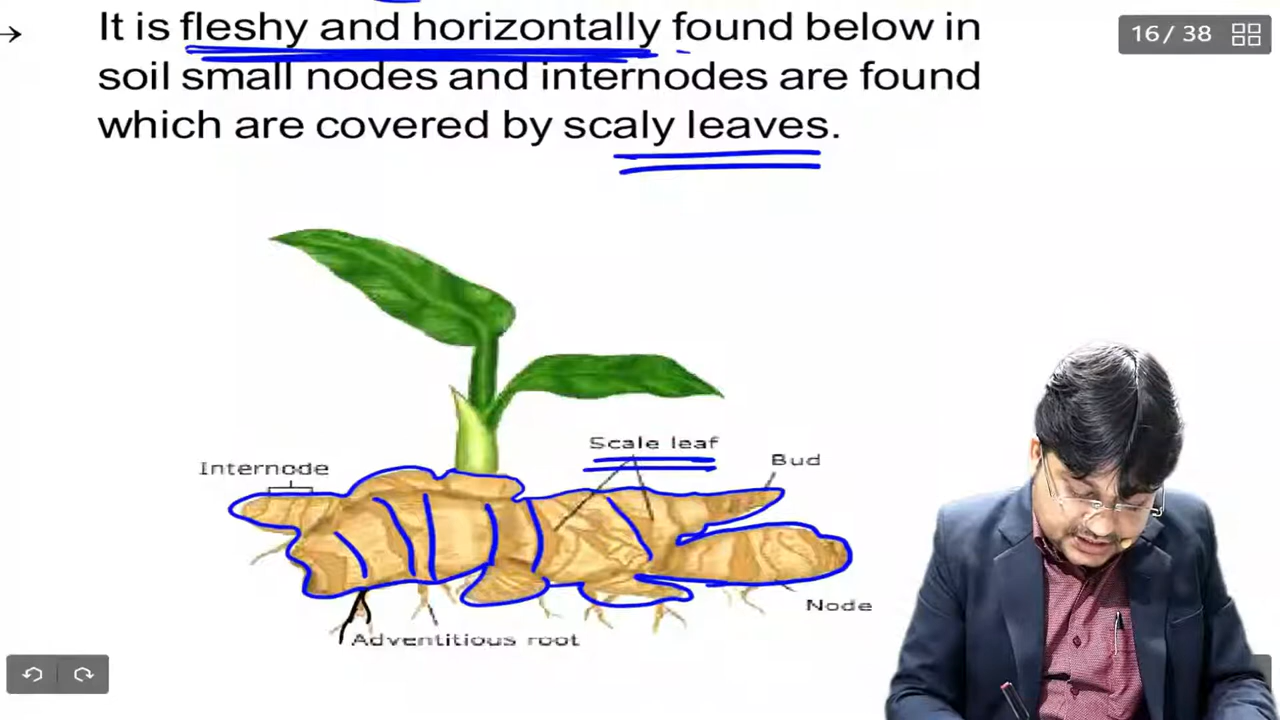 It is fleshy and horizontally found below in
16 / 38
soil small nodes and internodes are found
which are covered by scaly leaves.
Scale leaf
Bud
Internode
Node
Adventitious root